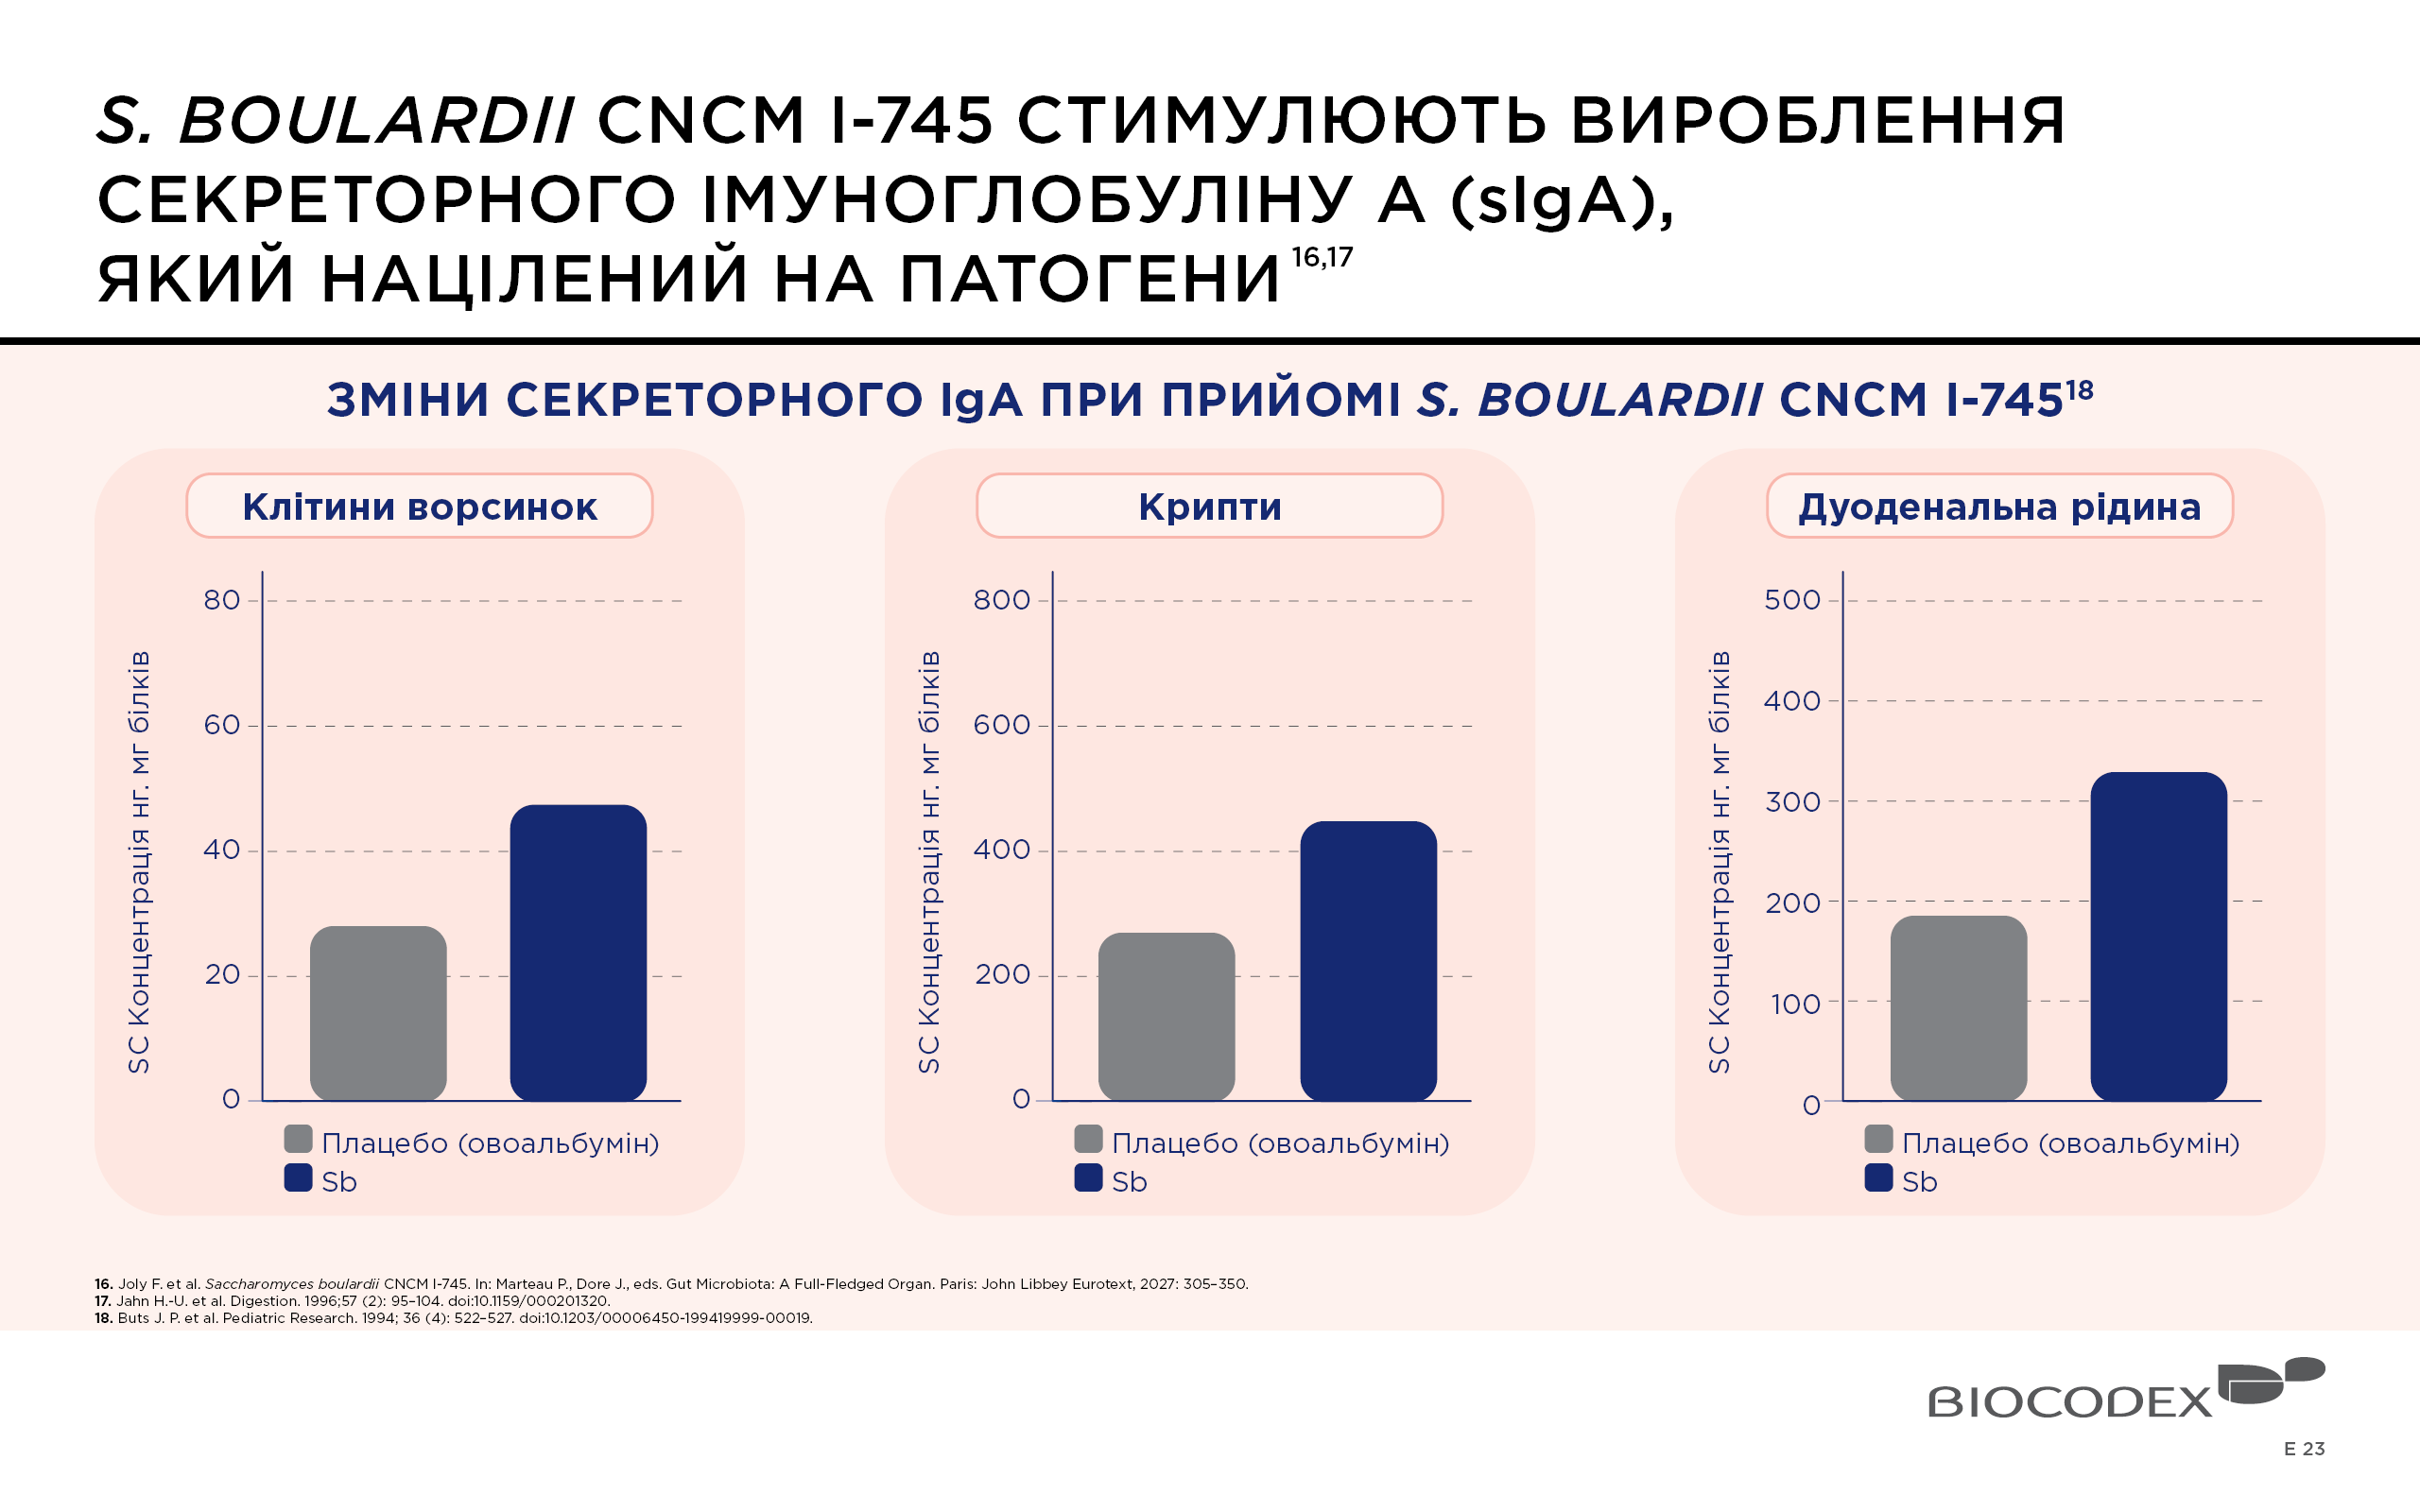 S. BOULARDII CNCM I-745 СТИМУЛЮЮТЬ ВИРОБЛЕННЯ
СЕКРЕТОРНОГО ІМУНОГЛОБУЛІНУ А (sIgA),
ЯКИЙ НАЦІЛЕНИЙ НА ПАТОГЕНИ 16,17
ЗМІНИ СЕКРЕТОРНОГО IgA ПРИ ПРИЙОМІ S. BOULARDII CNCM I-745 18
Клітини ворсинок
SC Концентрація нг. мг білків
80
60
40
20
0
Плацебо (овоальбумін)
Sb
Крипти
SC Концентрація нг. мг білків
800
600
400
200
0
Плацебо (овоальбумін)
Sb
Дуоденальна рідина
SC Концентрація нг. мг білків
500
400
300
200
100
0
Плацебо (овоальбумін)
Sb
16. Joly F. et al. Saccharomyces boulardii CNCM I-745. In: Marteau P., Dore J., eds. Gut Microbiota: A Full-Fledged Organ. Paris: John Libbey Eurotext, 2027: 305–350.
17. Jahn H.-U. et al. Digestion. 1996;57 (2): 95–104. doi:10.1159/000201320.
18. Buts J. P. et al. Pediatric Research. 1994; 36 (4): 522–527. doi:10.1203/00006450-199419999-00019.
BIOCODEX
E 23